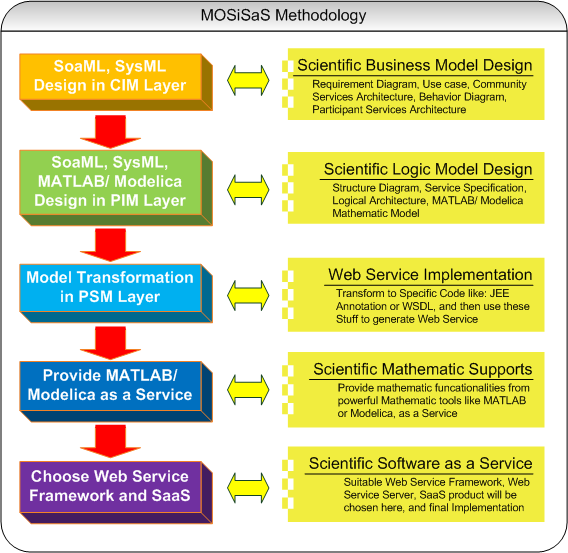 MOSiSaS Methodology
SoaML, SysML
Design in CIM Layer
Scientific Business Model Design
Requirement Diagram, Use case, Community
Services Architecture, Behavior Diagram,
Participant Services Architecture
SoaML, SysML,
MATLAB/ Modelica
Design in PIM Layer
Scientific Logic Model Design
Structure Diagram, Service Specification,
Logical Architecture, MATLAB/ Modelica
Mathematic Model
Model Transformation
in PSM Layer
Web Service Implementation
Transform to Specific Code like: JEE
Annotation or WSDL, and then use these
Stuff to generate Web Service
Provide MATLAB/
Modelica as a Service
Scientific Mathematic Supports
Provide mathematic funcationalities from
powerful Mathematic tools like MATLAB
or Modelica, as a Service
Choose Web Service
Framework and SaaS
Scientific Software as a Service
Suitable Web Service Framework, Web
Service Server, SaaS product will be
chosen here, and final Implementation